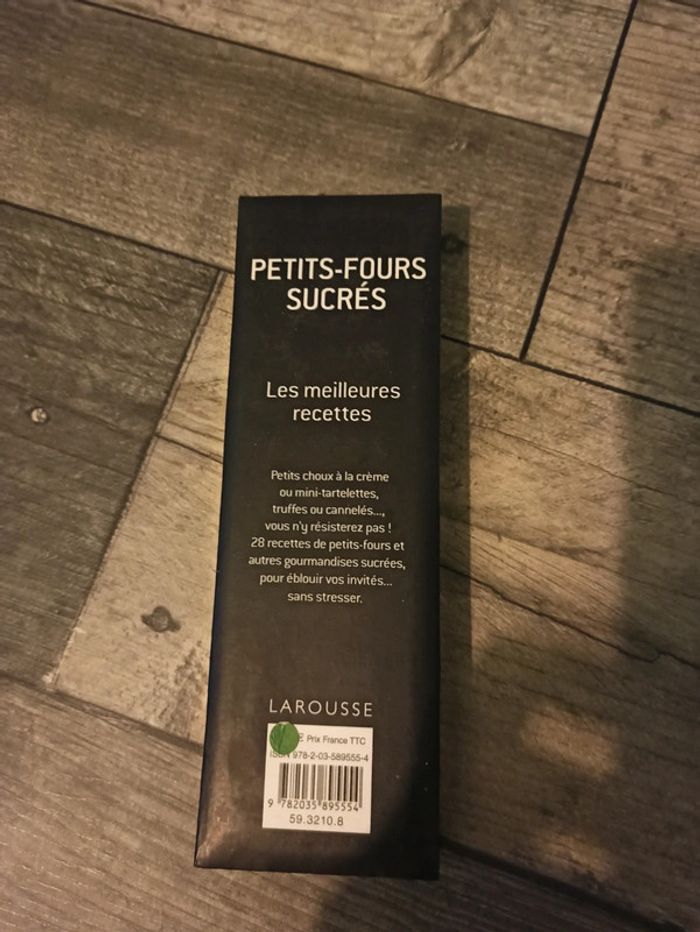 PETITS-FOURS
SUCRÉS
Les meilleures
recettes
Petits choux à la crème
ou mini-tartelettes,
truffes ou cannelés...,
vous n'y résisterez pas !
28 recettes de petits-fours et
autres gourmandises sucrées,
pour éblouir vos invités...
sans stresser.
LAROUSSE
€ Prix France TTC
ISBN 978-2-03-589555-4
9 782035 895554
59.3210.8